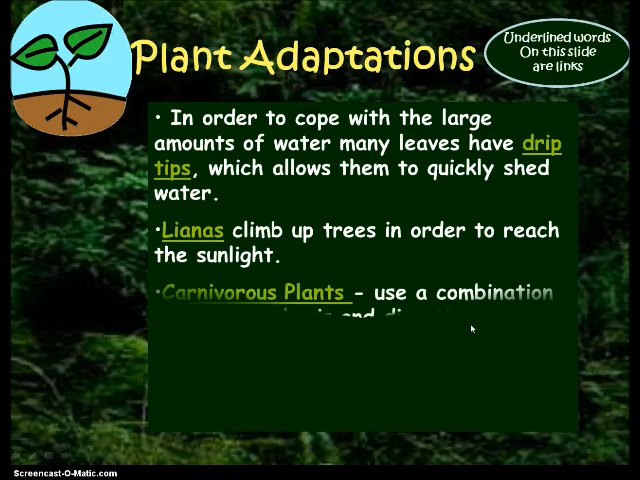 Plant Adaptations
Underlined words
On this slide
are links
• In order to cope with the large
amounts of water many leaves have drip
tips, which allows them to quickly shed
water.
•Lianas climb up trees in order to reach
the sunlight.
•Carnivorous Plants - use a combination
and
Screencast-O-Matic.com